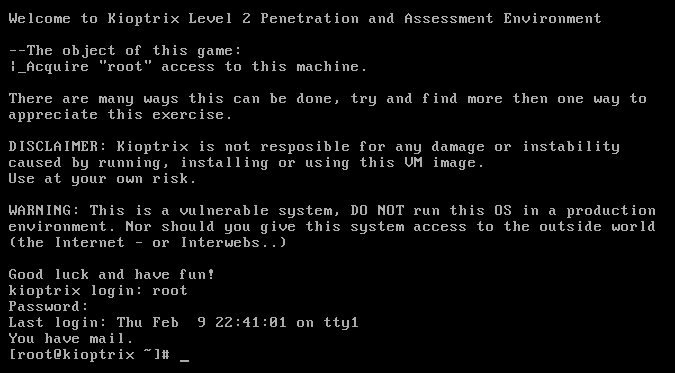 Welcome to Kioptrix Level 2 Penetration and Assessment Environment
--The object of this game:
|_Acquire "root" access to this machine.
There are many ways this can be done, try and find more then one way to
appreciate this exercise.
DISCLAIMER: Kioptrix is not resposible for any damage or instability
caused by running, installing or using this VM image.
Use at your own risk.
WARNING: This is a vulnerable system, DO NOT run this OS in a production
environment. Nor should you give this system access to the outside world
(the Internet - or Interwebs..)
Good luck and have fun!
kioptrix login: root
Password:
Last login: Thu Feb  9 22:41:01 on tty1
You have mail.
[root@kioptrix ~]# _